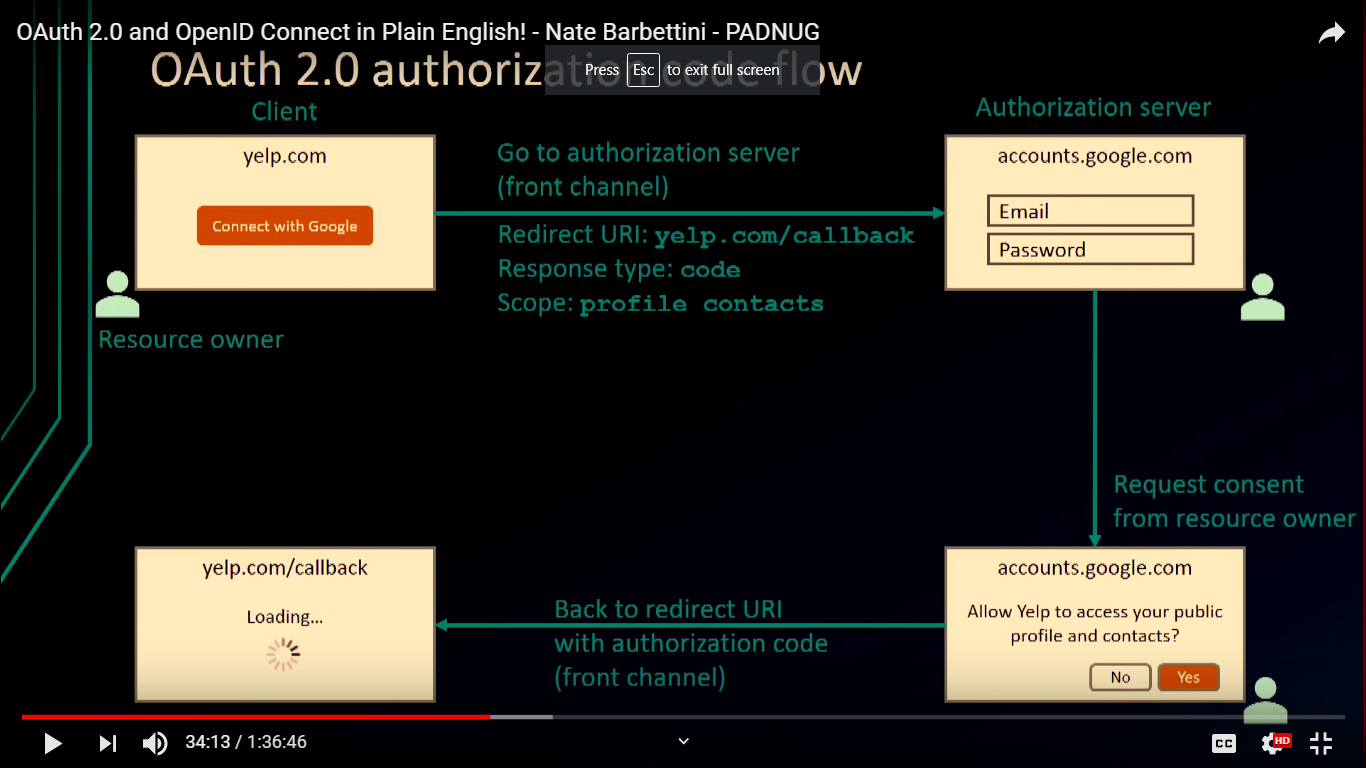 OAuth 2.0 and OpenID Connect in Plain English! - Nate Barbettini - PADNUG
Press Esc to exit full screen
OAuth 2.0 authorization code flow
Client
Authorization server
yelp.com
Connect with Google
Go to authorization server
(front channel)
Redirect URI: yelp.com/callback
Response type: code
Scope: profile contacts
accounts.google.com
Email
Password
Resource owner
Request consent
from resource owner
yelp.com/callback
Loading...
Back to redirect URI
with authorization code
(front channel)
accounts.google.com
Allow Yelp to access your public
profile and contacts?
No
Yes
34:13 / 1:36:46
CC
HD